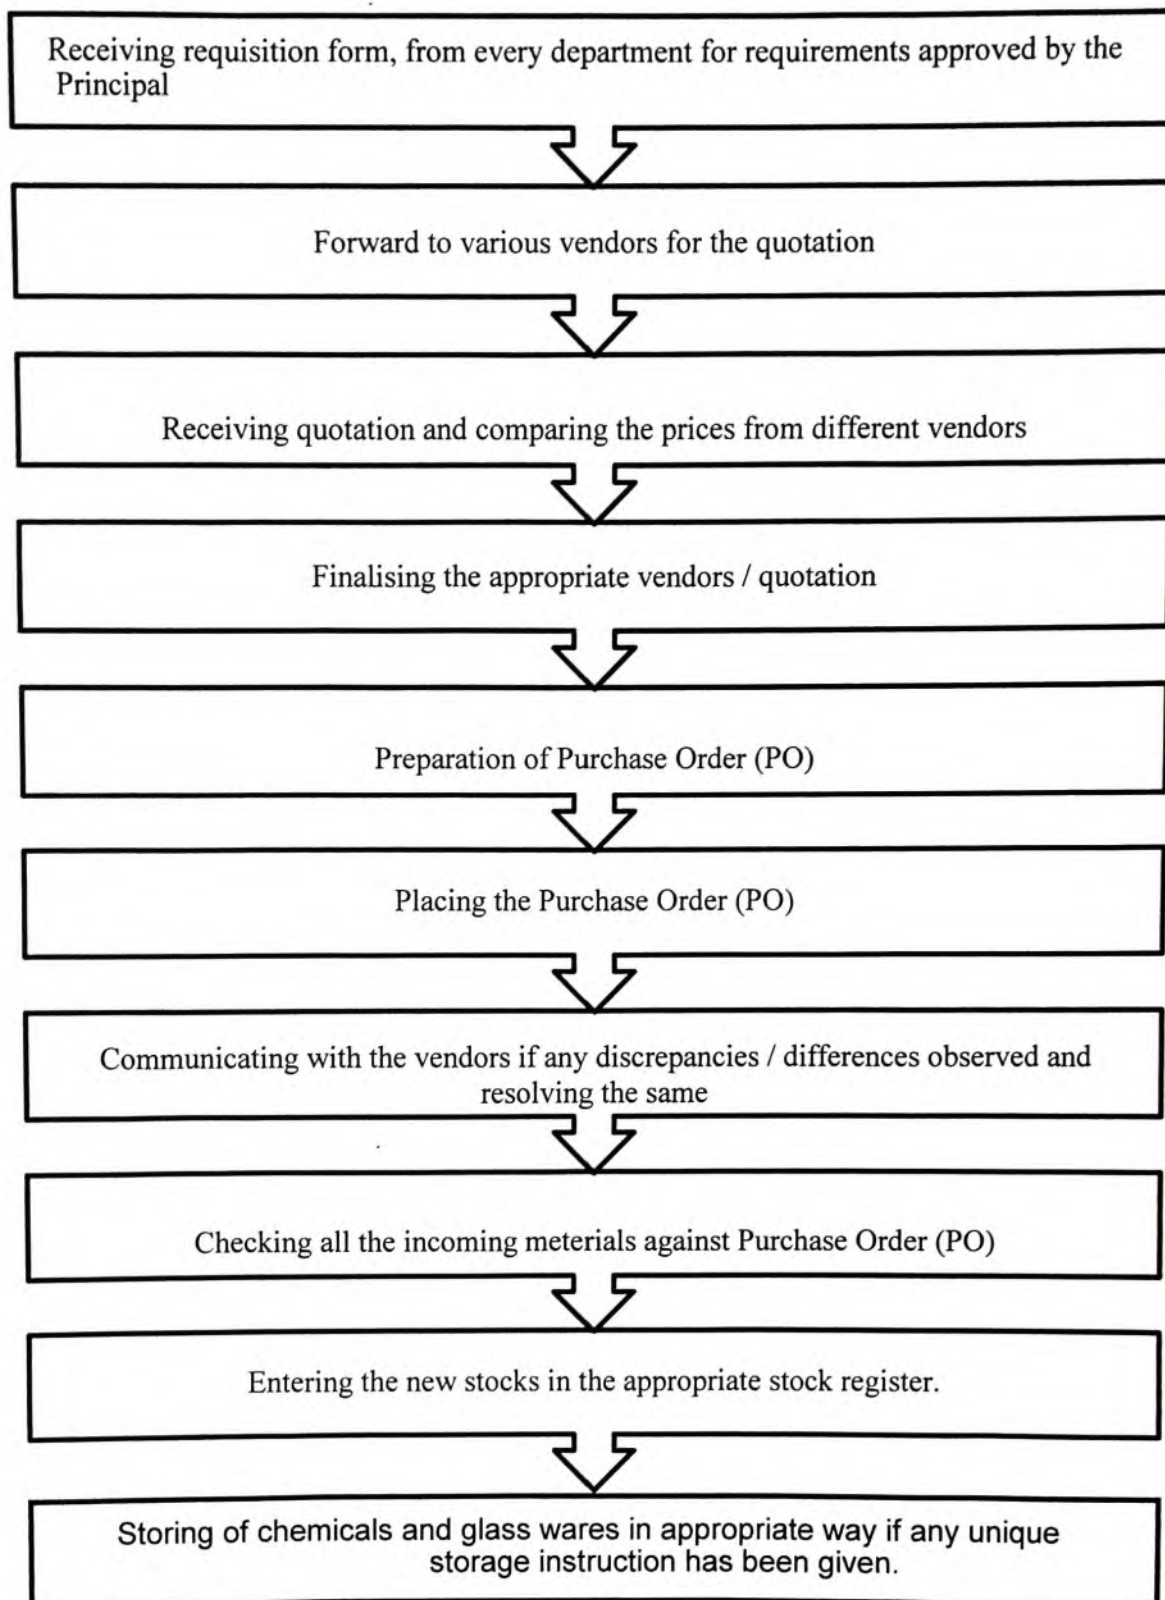 Receiving requisition form, from every department for requirements approved by the
Principal
Forward to various vendors for the quotation
Receiving quotation and comparing the prices from different vendors
Finalising the appropriate vendors / quotation
Preparation of Purchase Order (PO)
Placing the Purchase Order (PO)
Communicating with the vendors if any discrepancies / differences observed and
resolving the same
Checking all the incoming meterials against Purchase Order (PO)
Entering the new stocks in the appropriate stock register.
Storing of chemicals and glass wares in appropriate way if any unique
storage instruction has been given.